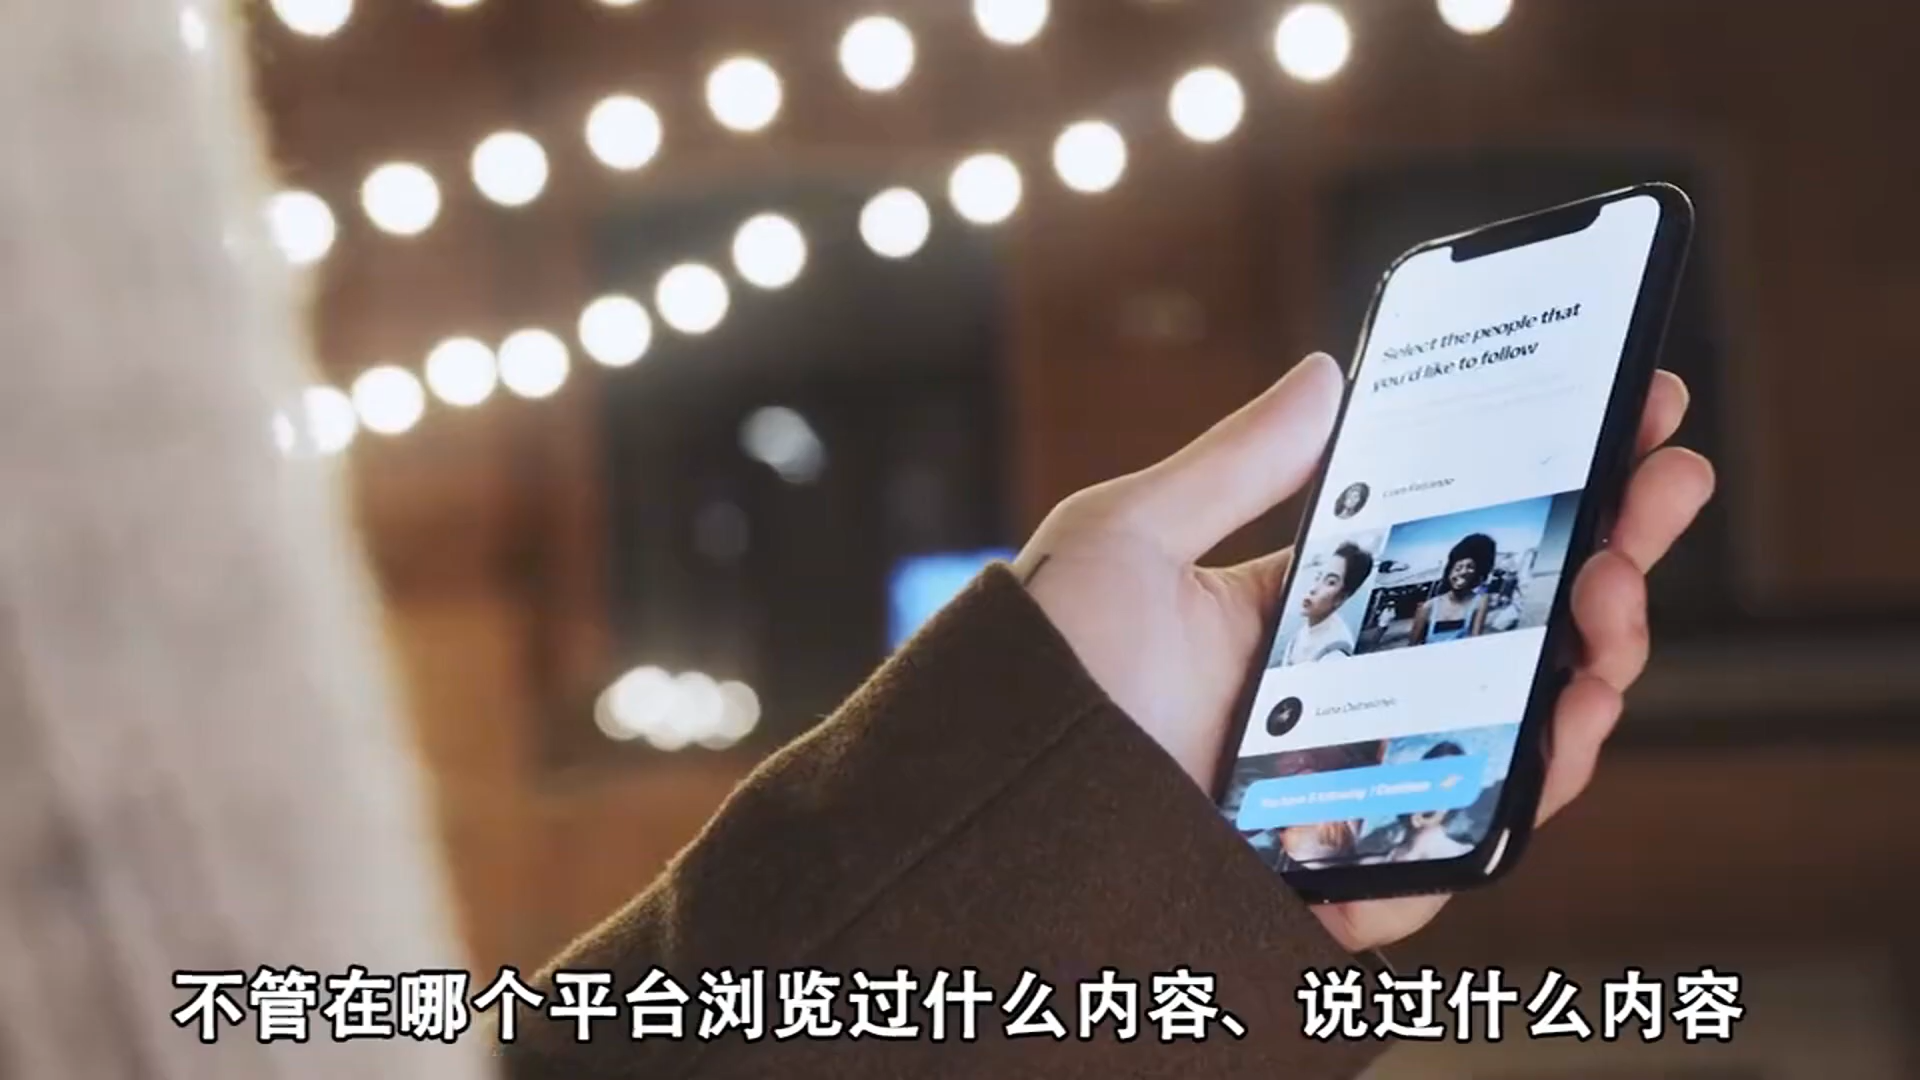 Select the people that
you'd like to follow
不管在哪个平台浏览过什么内容、说过什么内容